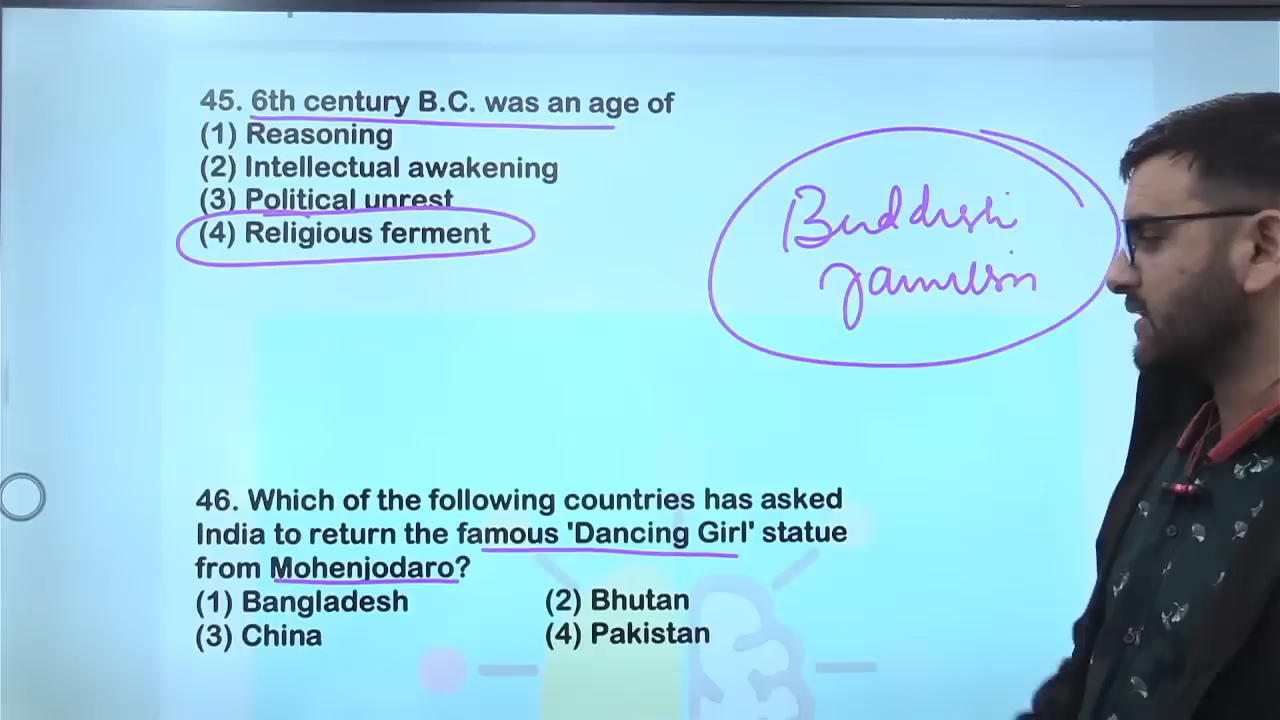 45. 6th century B.C. was an age of
(1) Reasoning
(2) Intellectual awakening
(3) Political unrest
(4) Religious ferment
46. Which of the following countries has asked
India to return the famous 'Dancing Girl' statue
from Mohenjodaro?
(1) Bangladesh (2) Bhutan
(3) China (4) Pakistan